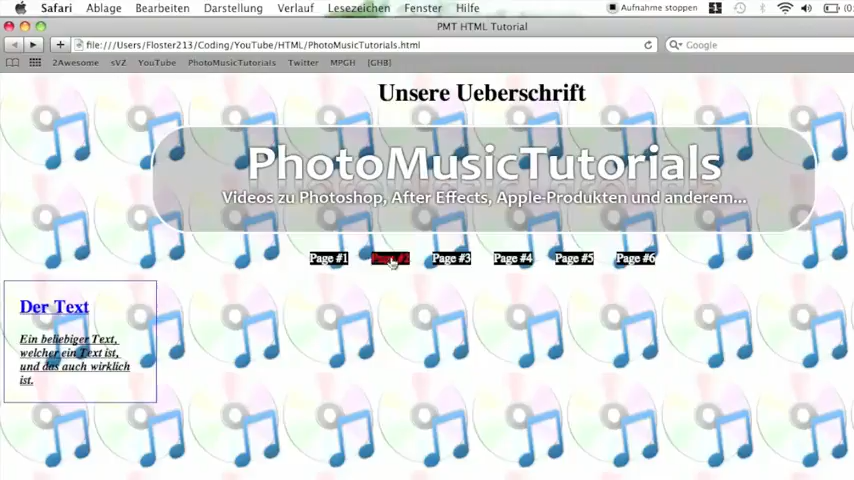 Safari Ablage Bearbeiten Darstellung Verlauf Lesezeichen Fenster Hilfe Aufnahme stoppen
PMT HTML Tutorial
file:///Users/Floster213/Coding/YouTube/HTML/PhotoMusicTutorials.html Google
2Awesome sVZ YouTube PhotoMusicTutorials Twitter MPGH [GHB]
Unsere Ueberschrift
PhotoMusicTutorials
Videos zu Photoshop, After Effects, Apple-Produkten und anderem...
Page #1 Page #2 Page #3 Page #4 Page #5 Page #6
Der Text
Ein beliebiger Text,
welcher ein Text ist,
und das auch wirklich
ist.